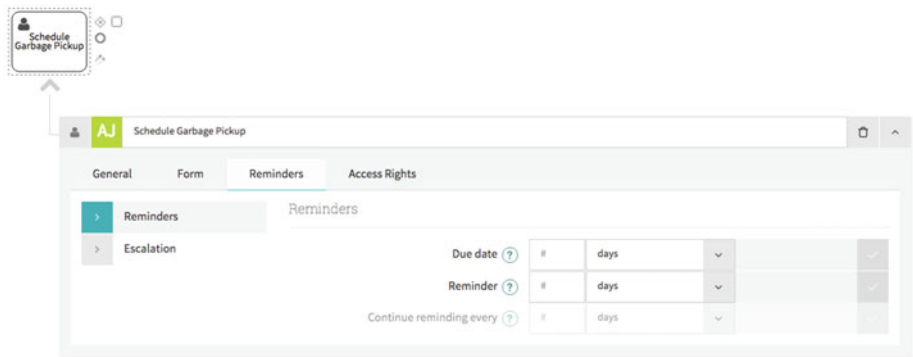 Schedule
Garbage Pickup
AJ Schedule Garbage Pickup
General Form Reminders Access Rights
Reminders
Escalation
Reminders
Due date ? # days
Reminder ? # days
Continue reminding every ? # days